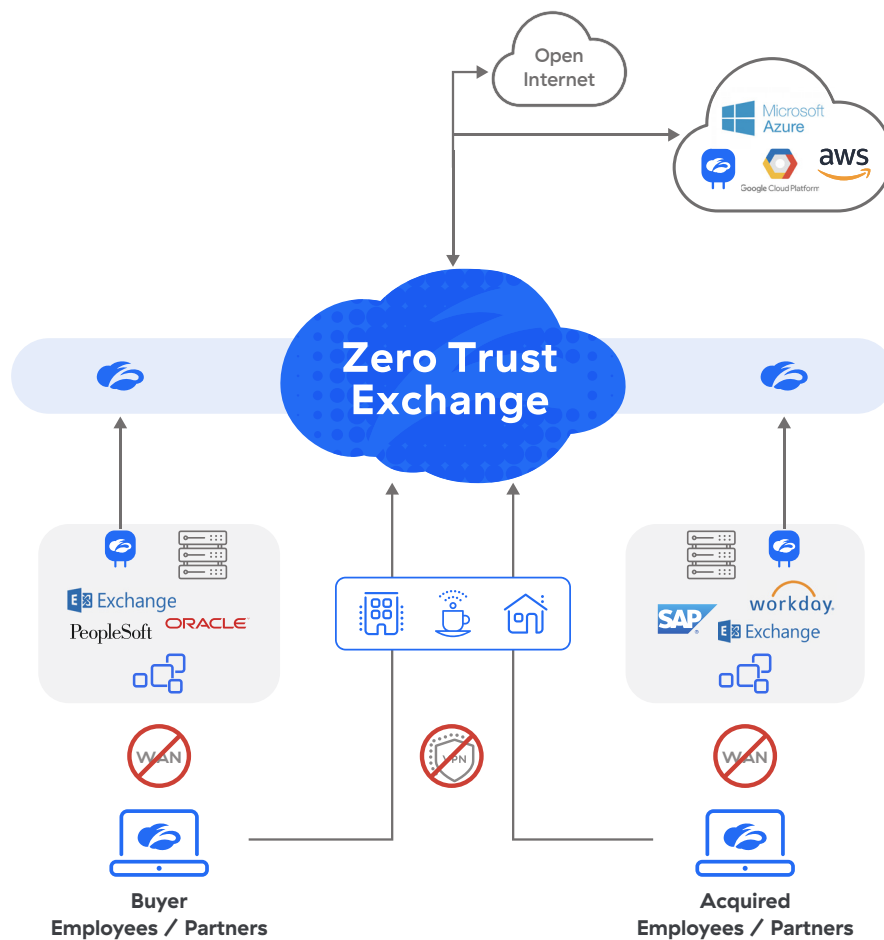 Open
Internet
Microsoft
Azure
Google Cloud Platform
aws
Zero Trust
Exchange
E Exchange
PeopleSoft
ORACLE
workday.
SAP
E Exchange
WAN
VPN
WAN
Buyer
Employees / Partners
Acquired
Employees / Partners